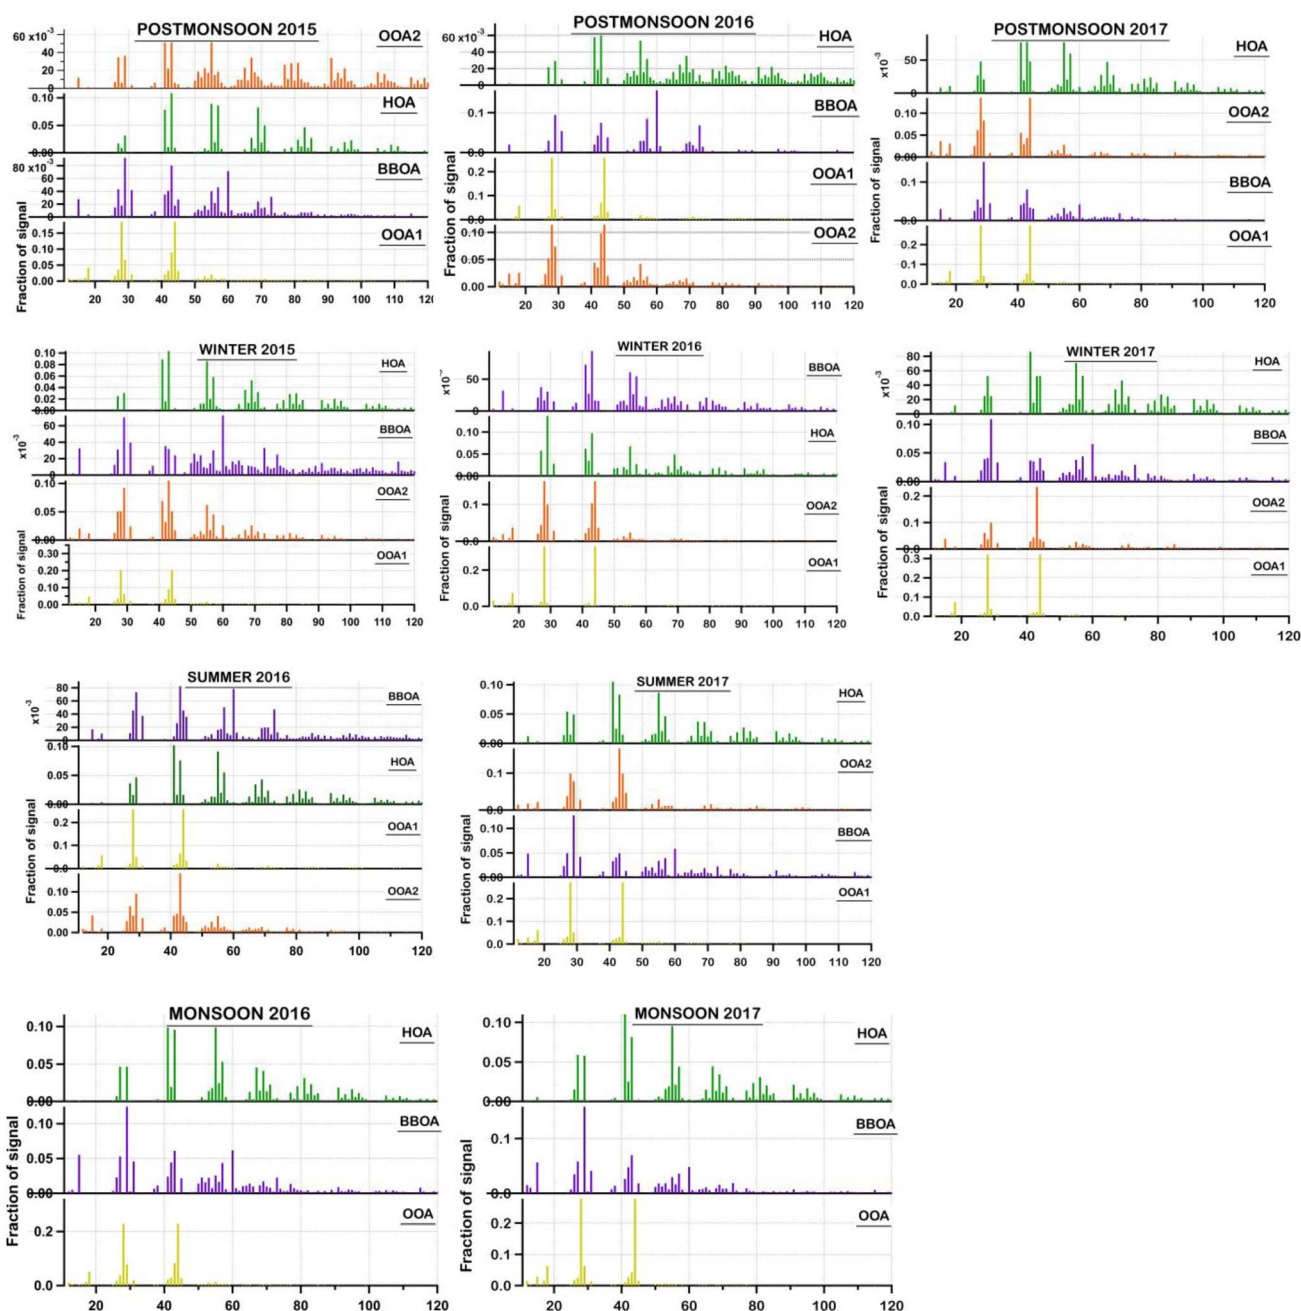 POSTMONSOON 2015
60 x10⁻³
40
20
0
OOA2
0.10
0.05
0.00
HOA
80 x10⁻³
60
40
20
0
BBOA
0.15
0.10
0.05
0.00
OOA1
Fraction of signal
20 30 40 50 60 70 80 90 100 110 120
POSTMONSOON 2016
60 x10⁻³
40
20
0
HOA
0.1
0.0
BBOA
0.2
0.1
0.0
OOA1
0.10
0.05
0.00
OOA2
Fraction of signal
20 30 40 50 60 70 80 90 100 110 120
POSTMONSOON 2017
x10⁻³
50
0
HOA
0.10
0.05
0.00
OOA2
0.1
0.0
BBOA
0.2
0.1
0.0
OOA1
Fraction of signal
20 40 60 80 100 120
WINTER 2015
0.10
0.08
0.06
0.04
0.02
0.00
HOA
x10⁻³
60
40
20
0
BBOA
0.10
0.05
0.00
OOA2
0.30
0.20
0.10
0.00
OOA1
Fraction of signal
20 30 40 50 60 70 80 90 100 110 120
WINTER 2016
50
0
BBOA
0.10
0.05
0.00
HOA
0.1
0.0
OOA2
0.2
0.0
OOA1
Fraction of signal
20 30 40 50 60 70 80 90 100 110 120
WINTER 2017
x10⁻³
80
60
40
20
0
HOA
0.10
0.05
0.00
BBOA
0.2
0.1
0.0
OOA2
0.3
0.2
0.1
0.0
OOA1
Fraction of signal
20 40 60 80 100 120
SUMMER 2016
x10⁻³
80
60
40
20
0
BBOA
0.10
0.05
0.00
HOA
0.2
0.1
0.0
OOA1
0.10
0.05
0.00
OOA2
Fraction of signal
20 40 60 80 100 120
SUMMER 2017
0.10
0.05
0.00
HOA
0.1
0.0
OOA2
0.10
0.05
0.00
BBOA
0.2
0.1
0.0
OOA1
Fraction of signal
20 30 40 50 60 70 80 90 100 110 120
MONSOON 2016
0.10
0.05
0.00
HOA
0.10
0.05
0.00
BBOA
0.2
0.0
OOA
Fraction of signal
20 40 60 80 100 120
MONSOON 2017
0.10
0.05
0.00
HOA
0.1
0.0
BBOA
0.2
0.1
0.0
OOA
Fraction of signal
20 40 60 80 100 120